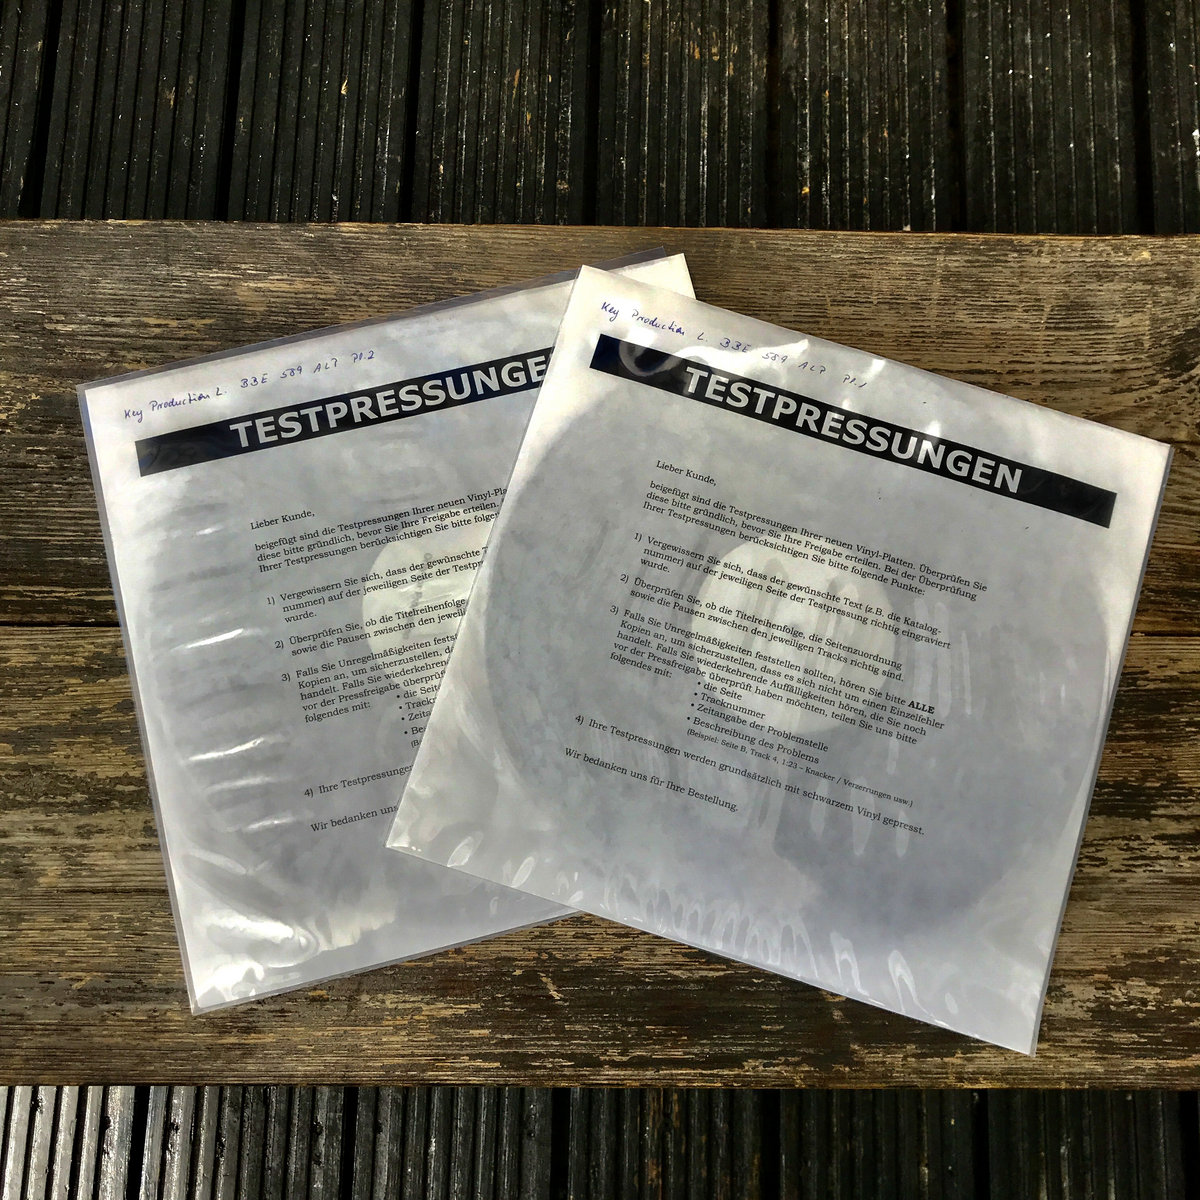 Key Production L. BBE 589 ALP Pt.2
TESTPRESSUNGE
Lieber Kunde,
beigefügt sind die Testpressungen Ihrer neuen Vinyl-Pla
diese bitte gründlich, bevor Sie Ihre Freigabe erteilen.
Ihrer Testpressungen berücksichtigen Sie bitte folgen
1) Vergewissern Sie sich, dass der gewünschte T
nummer) auf der jeweiligen Seite der Testpr
wurde.
2) Überprüfen Sie, ob die Titelreihenfolge,
sowie die Pausen zwischen den jeweil
3) Falls Sie Unregelmäßigkeiten festst
Kopien an, um sicherzustellen, da
handelt. Falls Sie wiederkehrende
vor der Pressfreigabe überprüf
folgendes mit:
• die Seite
• Trackn
• Zeita
• Be
(B
4) Ihre Testpressungen
Wir bedanken uns
Key Production L. BBE 589 ALP Pt.1
TESTPRESSUNGEN
Lieber Kunde,
beigefügt sind die Testpressungen Ihrer neuen Vinyl-Platten. Überprüfen Sie
diese bitte gründlich, bevor Sie Ihre Freigabe erteilen. Bei der Überprüfung
Ihrer Testpressungen berücksichtigen Sie bitte folgende Punkte:
1) Vergewissern Sie sich, dass der gewünschte Text (z.B. die Katalog-
nummer) auf der jeweiligen Seite der Testpressung richtig eingraviert
wurde.
2) Überprüfen Sie, ob die Titelreihenfolge, die Seitenzuordnung
sowie die Pausen zwischen den jeweiligen Tracks richtig sind.
3) Falls Sie Unregelmäßigkeiten feststellen sollten, hören Sie bitte ALLE
Kopien an, um sicherzustellen, dass es sich nicht um einen Einzelfehler
handelt. Falls Sie wiederkehrende Auffälligkeiten hören, die Sie noch
vor der Pressfreigabe überprüft haben möchten, teilen Sie uns bitte
folgendes mit:
• die Seite
• Tracknummer
• Zeitangabe der Problemstelle
• Beschreibung des Problems
(Beispiel: Seite B, Track 4, 1:23 – Knacker / Verzerrungen usw.)
4) Ihre Testpressungen werden grundsätzlich mit schwarzem Vinyl gepresst.
Wir bedanken uns für Ihre Bestellung.